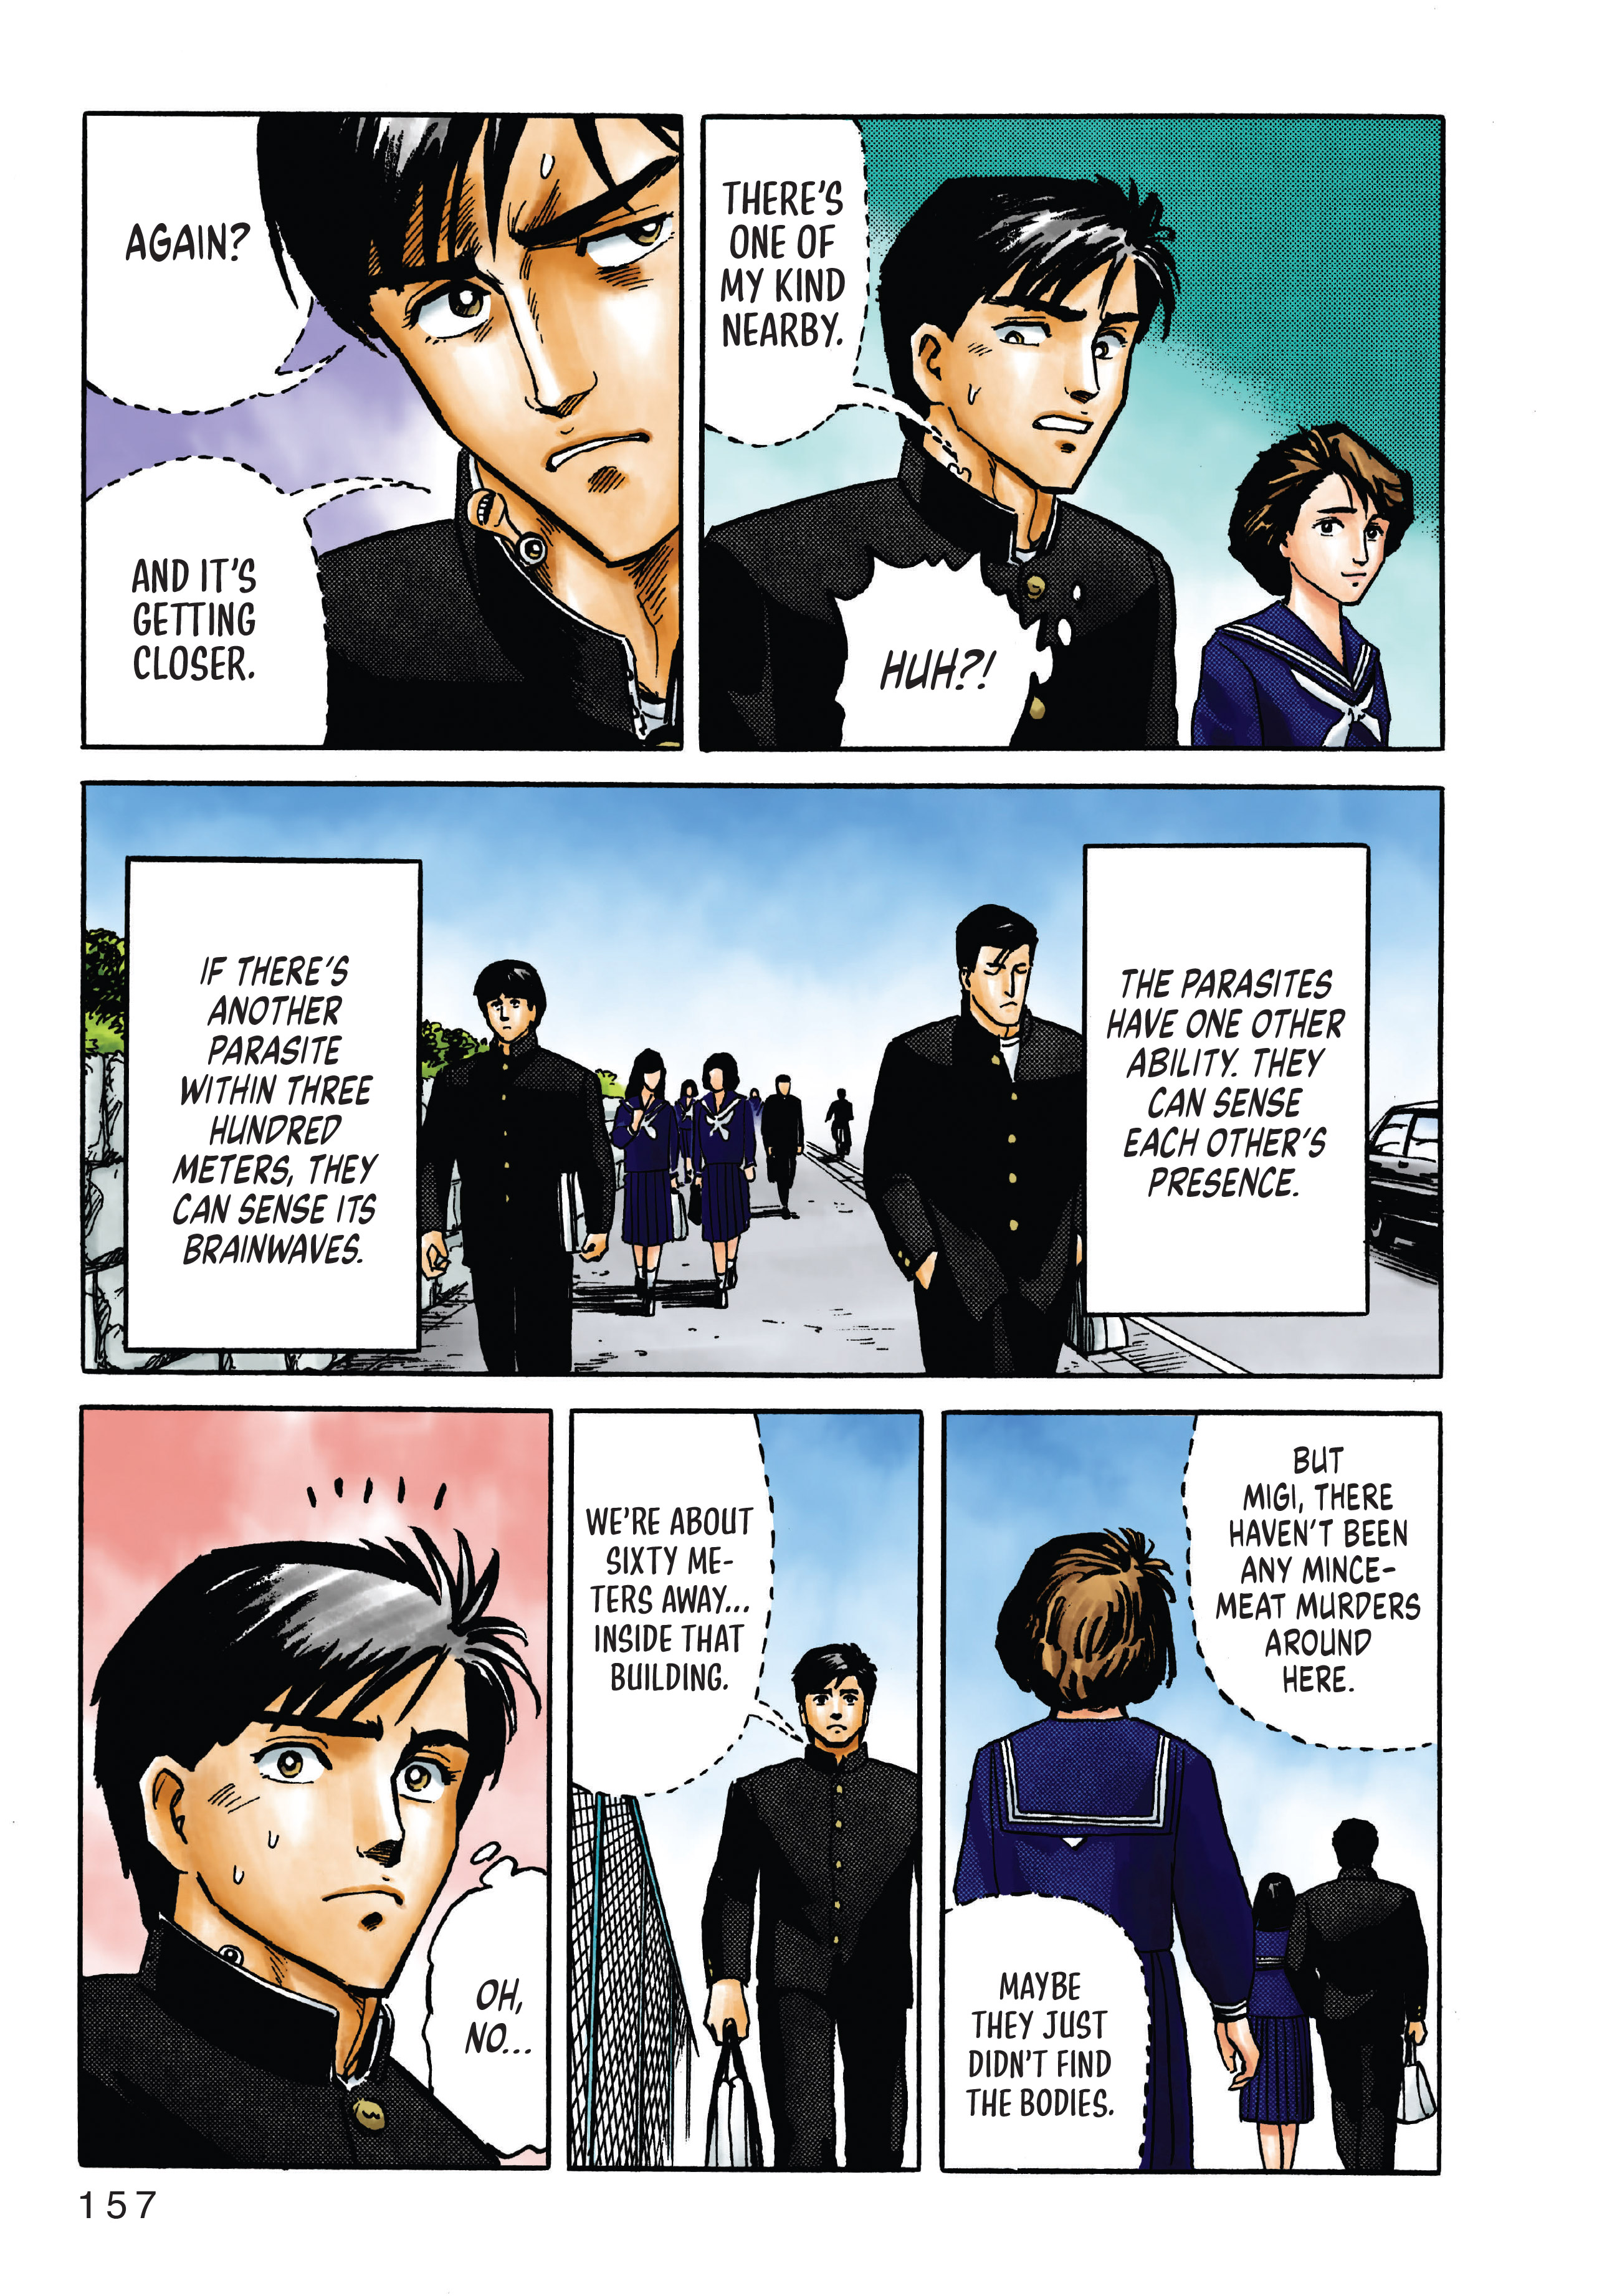 THERE'S
ONE OF
MY KIND
NEARBY.
HUH?!
AGAIN?
AND IT'S
GETTING
CLOSER.
THE PARASITES
HAVE ONE OTHER
ABILITY. THEY
CAN SENSE
EACH OTHER'S
PRESENCE.
IF THERE'S
ANOTHER
PARASITE
WITHIN THREE
HUNDRED
METERS, THEY
CAN SENSE ITS
BRAINWAVES.
BUT
MIGI, THERE
HAVEN'T BEEN
ANY MINCE-
MEAT MURDERS
AROUND
HERE.
MAYBE
THEY JUST
DIDN'T FIND
THE BODIES.
WE'RE ABOUT
SIXTY ME-
TERS AWAY...
INSIDE THAT
BUILDING.
OH,
NO...
157